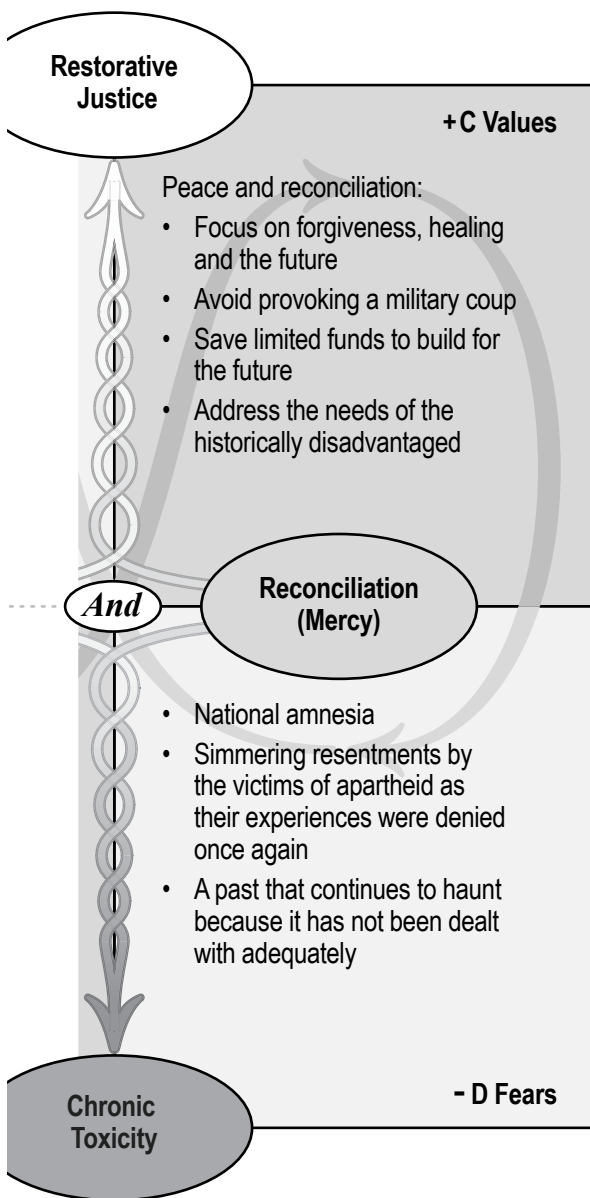 Restorative
Justice
+C Values
Peace and reconciliation:
• Focus on forgiveness, healing
and the future
• Avoid provoking a military coup
• Save limited funds to build for
the future
• Address the needs of the
historically disadvantaged
And
Reconciliation
(Mercy)
• National amnesia
• Simmering resentments by
the victims of apartheid as
their experiences were denied
once again
• A past that continues to haunt
because it has not been dealt
with adequately
- D Fears
Chronic
Toxicity